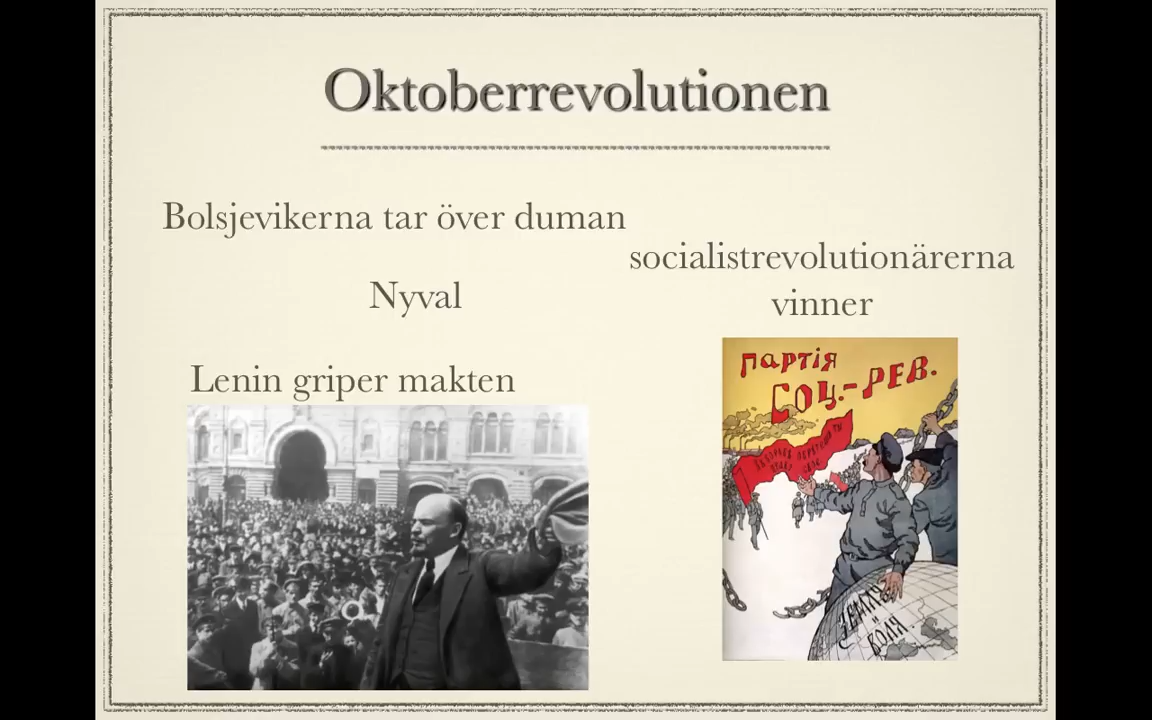 Oktoberrevolutionen
Bolsjevikerna tar över duman
socialistrevolutionärerna
vinner
Nyval
Lenin griper makten
партія
Соц.-РЕВ.